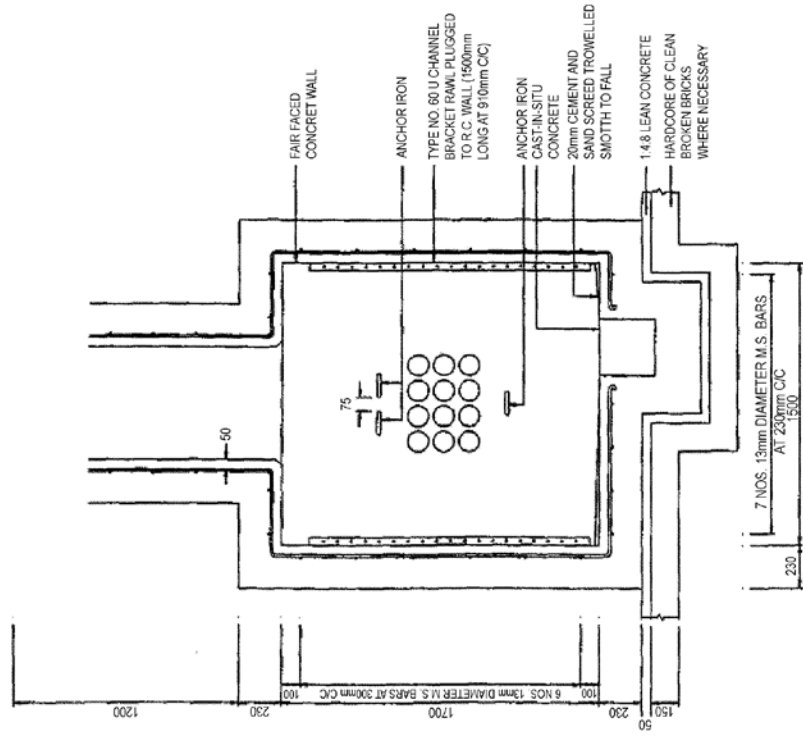 FAIR FACED
CONCRET WALL
ANCHOR IRON
TYPE NO. 60 U CHANNEL
BRACKET RAWL PLUGGED
TO R.C. WALL (1500mm
LONG AT 910mm C/C)
ANCHOR IRON
CAST-IN-SITU
CONCRETE
20mm CEMENT AND
SAND SCREED TROWELLED
SMOTTH TO FALL
1:4:8 LEAN CONCRETE
HARDCORE OF CLEAN
BROKEN BRICKS
WHERE NECESSARY
75
50
7 NOS. 13mm DIAMETER M.S. BARS
AT 230mm C/C
1500
230
1200
230
100
6 NOS. 13mm DIAMETER M.S. BARS AT 300mm C/C
100
1700
230
150
50